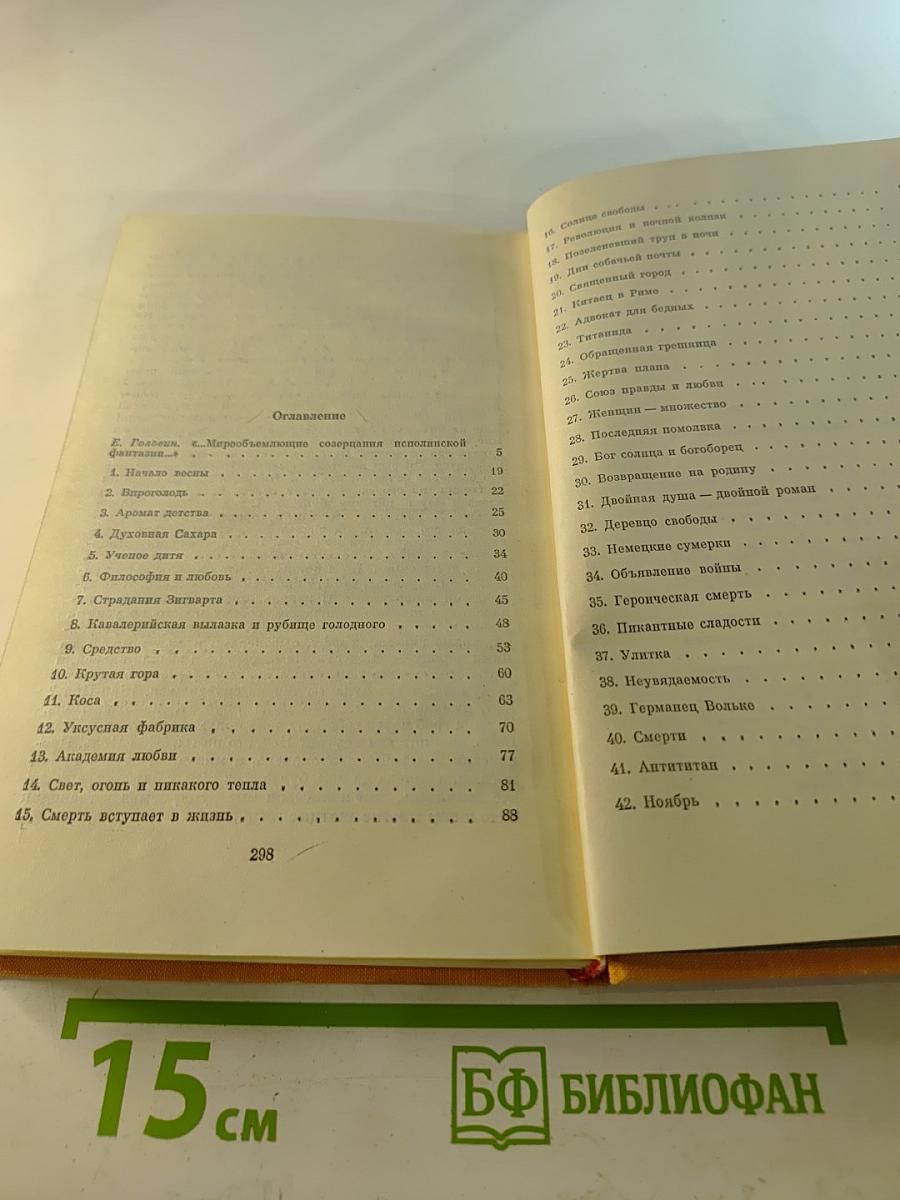 Оглавление
Е. Головин. «...Мирообъемлющие созерцания исполинской
фантазии...» . . . . . . . . . . . . . . . 5
1. Начало весны . . . . . . . . . . . . . . 19
2. Впроголодь . . . . . . . . . . . . . . . 22
3. Аромат детства . . . . . . . . . . . . . 25
4. Духовная Сахара . . . . . . . . . . . . . 30
5. Ученое дитя . . . . . . . . . . . . . . . 34
6. Философия и любовь . . . . . . . . . . . . 40
7. Страдания Зигварта . . . . . . . . . . . . 45
8. Кавалерийская вылазка и рубище голодного . . . . . 48
9. Средство . . . . . . . . . . . . . . . . 53
10. Крутая гора . . . . . . . . . . . . . . . 60
11. Коса . . . . . . . . . . . . . . . . . . 63
12. Уксусная фабрика . . . . . . . . . . . . . 70
13. Академия любви . . . . . . . . . . . . . . 77
14. Свет, огонь и никакого тепла . . . . . . . . . 81
15. Смерть вступает в жизнь . . . . . . . . . . . 88
298
16. Солнце свободы . . . . . . . . . . . .
17. Революция и ночной колпак . . . . . . . .
18. Позеленевший труп в ночи . . . . . . . .
19. Дни собачьей почты . . . . . . . . . .
20. Священный город . . . . . . . . . . .
21. Китаец в Риме . . . . . . . . . . . .
22. Адвокат для бедных . . . . . . . . . .
23. Титанида . . . . . . . . . . . . . .
24. Обращенная грешница . . . . . . . . .
25. Жертва плана . . . . . . . . . . . .
26. Союз правды и любви . . . . . . . . .
27. Женщин — множество . . . . . . . . .
28. Последняя помолвка . . . . . . . . .
29. Бог солнца и богоборец . . . . . . . .
30. Возвращение на родину . . . . . . . .
31. Двойная душа — двойной роман . . . . .
32. Деревцо свободы . . . . . . . . . .
33. Немецкие сумерки . . . . . . . . . .
34. Объявление войны . . . . . . . . . .
35. Героическая смерть . . . . . . . . .
36. Пикантные сладости . . . . . . . . .
37. Улитка . . . . . . . . . . . . .
38. Неувядаемость . . . . . . . . . .
39. Германец Вольке . . . . . . . . .
40. Смерти . . . . . . . . . . . .
41. Антититан . . . . . . . . . . .
42. Ноябрь . . . . . . . . . . . .
15 см
БФ БИБЛИОФАН